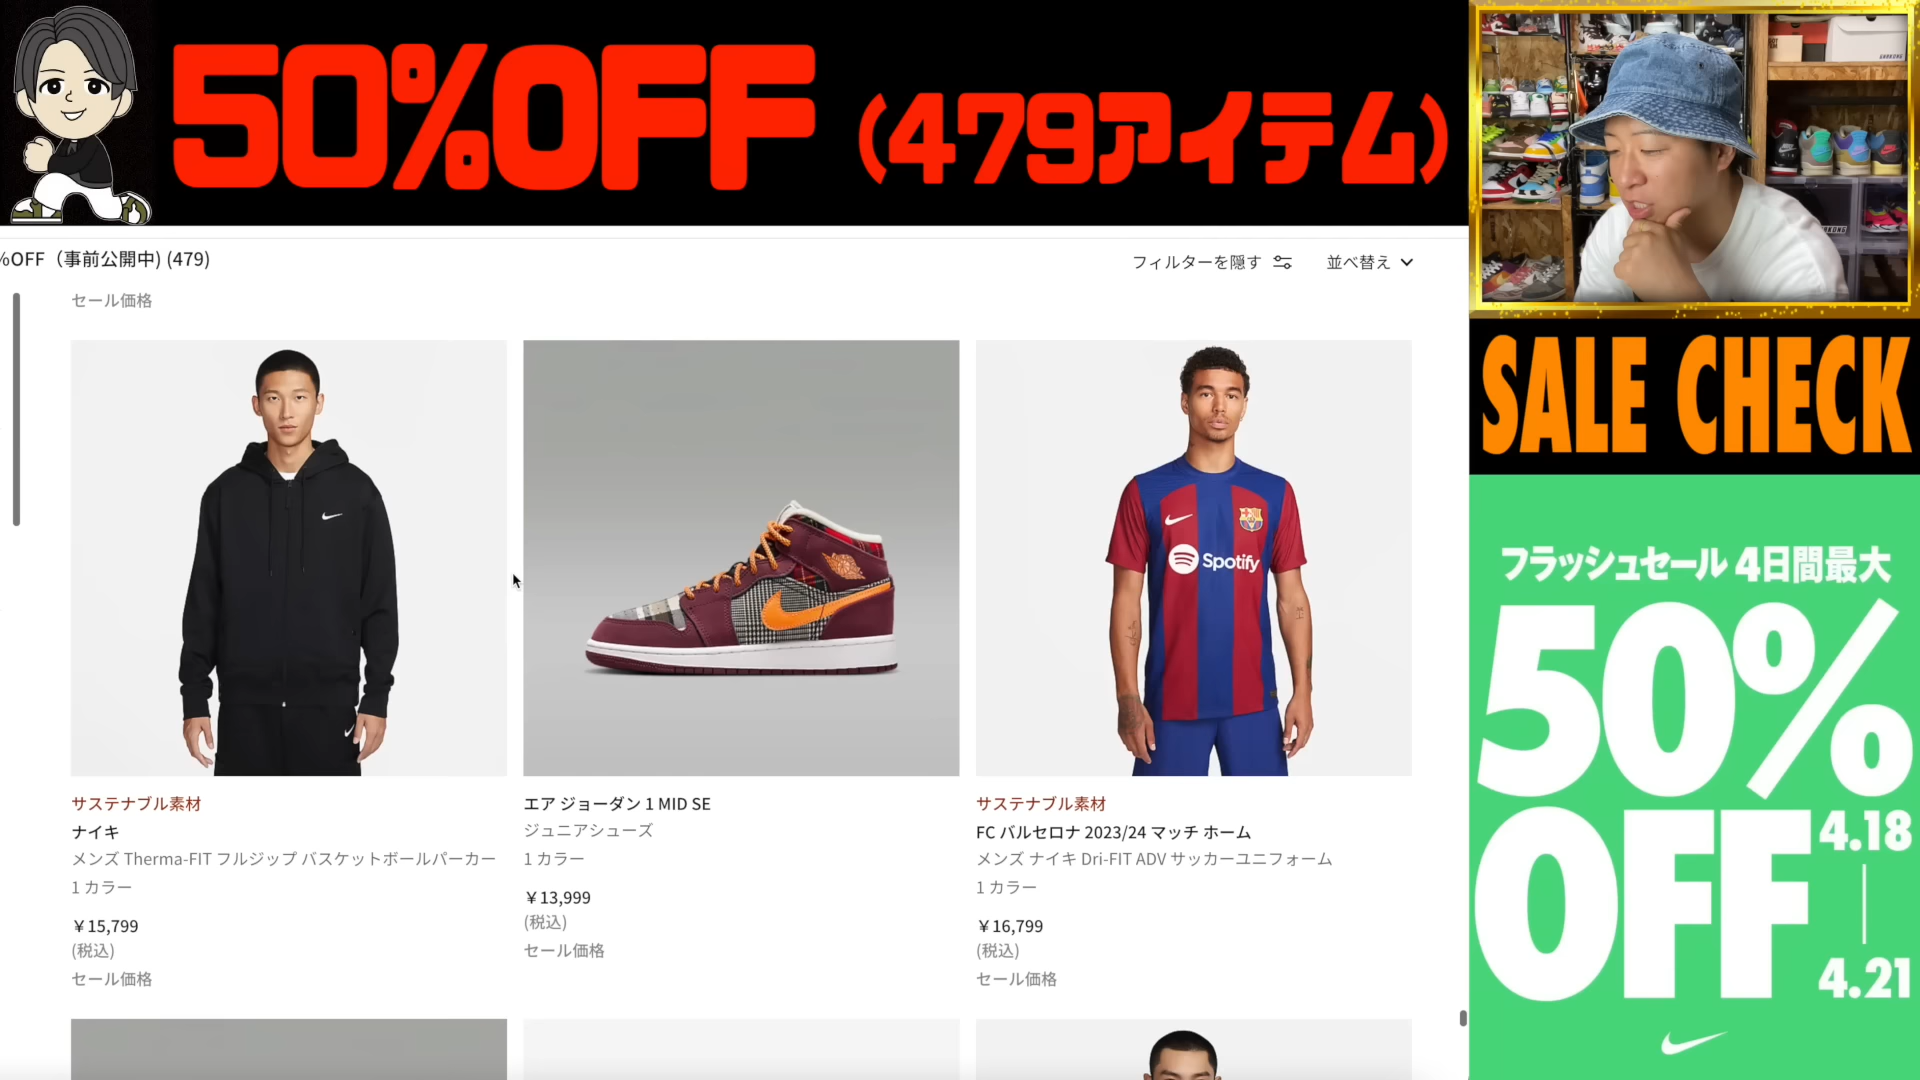 50%OFF (479アイテム)
%OFF（事前公開中) (479)
フィルターを隠す
並べ替え
セール価格
サステナブル素材
ナイキ
メンズ Therma-FIT フルジップ バスケットボールパーカー
1 カラー
￥15,799
(税込)
セール価格
エア ジョーダン 1 MID SE
ジュニアシューズ
1 カラー
￥13,999
(税込)
セール価格
Spotify
サステナブル素材
FC バルセロナ 2023/24 マッチ ホーム
メンズ ナイキ Dri-FIT ADV サッカーユニフォーム
1 カラー
￥16,799
(税込)
セール価格
SALE CHECK
フラッシュセール 4日間最大
50%
OFF
4.18
4.21